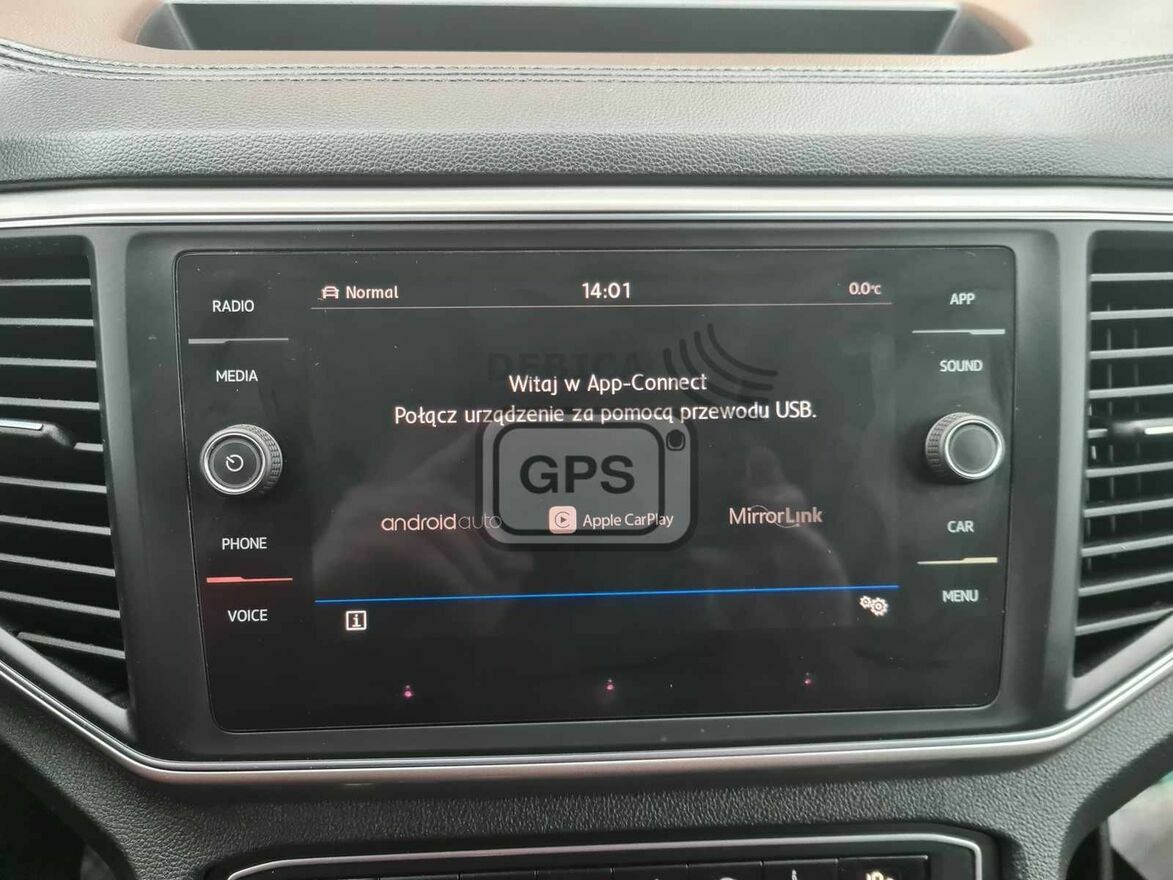 RADIO
MEDIA
PHONE
VOICE
Normal 14:01 0.0°C
DEBICA
Witaj w App-Connect
Połącz urządzenie za pomocą przewodu USB.
GPS
androidauto Apple CarPlay MirrorLink
i
APP
SOUND
CAR
MENU